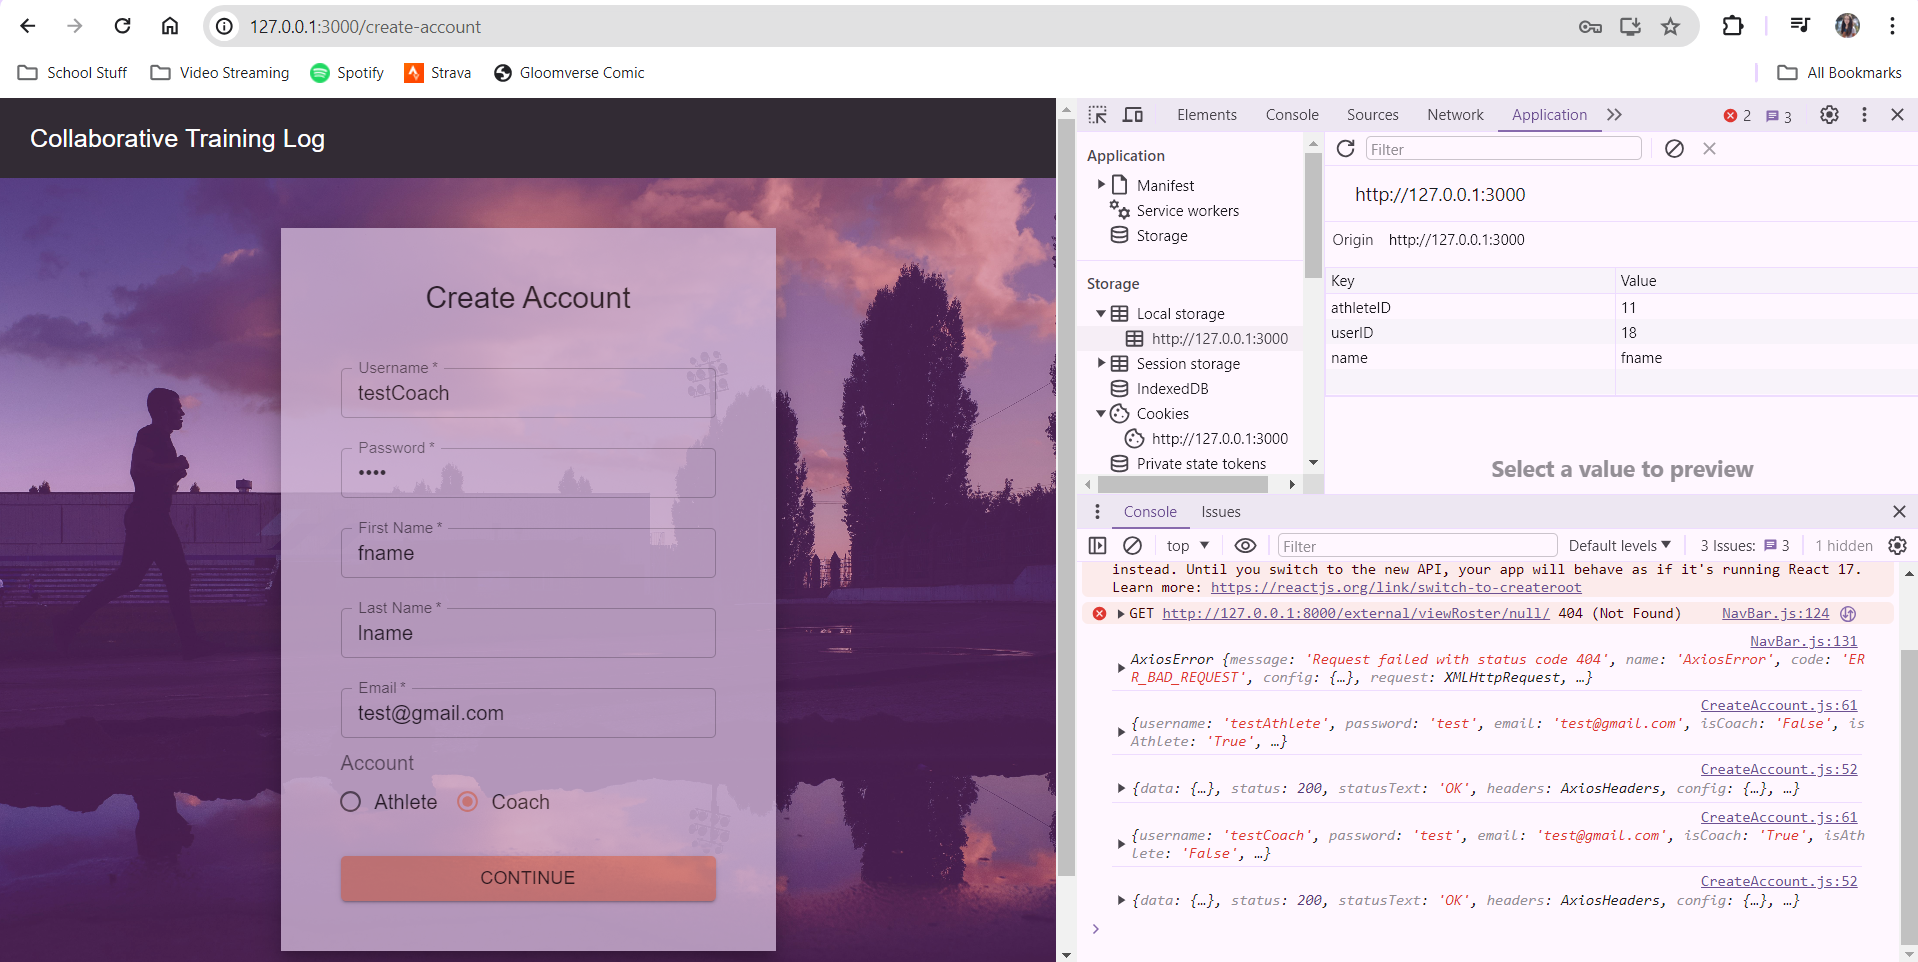 127.0.0.1:3000/create-account
School Stuff
Video Streaming
Spotify
Strava
Gloomverse Comic
All Bookmarks
Collaborative Training Log
Create Account
Username *
testCoach
Password *
••••
First Name *
fname
Last Name *
lname
Email *
test@gmail.com
Account
Athlete
Coach
CONTINUE
Elements
Console
Sources
Network
Application
2
3
Application
Manifest
Service workers
Storage
Storage
Local storage
http://127.0.0.1:3000
Session storage
IndexedDB
Cookies
http://127.0.0.1:3000
Private state tokens
Filter
http://127.0.0.1:3000
Origin http://127.0.0.1:3000
Key Value
athleteID 11
userID 18
name fname
Select a value to preview
Console
Issues
top
Filter
Default levels
3 Issues: 3
1 hidden
instead. Until you switch to the new API, your app will behave as if it's running React 17.
Learn more: https://reactjs.org/link/switch-to-createroot
GET http://127.0.0.1:8000/external/viewRoster/null/ 404 (Not Found) NavBar.js:124
NavBar.js:131
AxiosError {message: 'Request failed with status code 404', name: 'AxiosError', code: 'ER
R_BAD_REQUEST', config: {…}, request: XMLHttpRequest, …}
CreateAccount.js:61
{username: 'testAthlete', password: 'test', email: 'test@gmail.com', isCoach: 'False', is
Athlete: 'True', …}
CreateAccount.js:52
{data: {…}, status: 200, statusText: 'OK', headers: AxiosHeaders, config: {…}, …}
CreateAccount.js:61
{username: 'testCoach', password: 'test', email: 'test@gmail.com', isCoach: 'True', isAth
lete: 'False', …}
CreateAccount.js:52
{data: {…}, status: 200, statusText: 'OK', headers: AxiosHeaders, config: {…}, …}